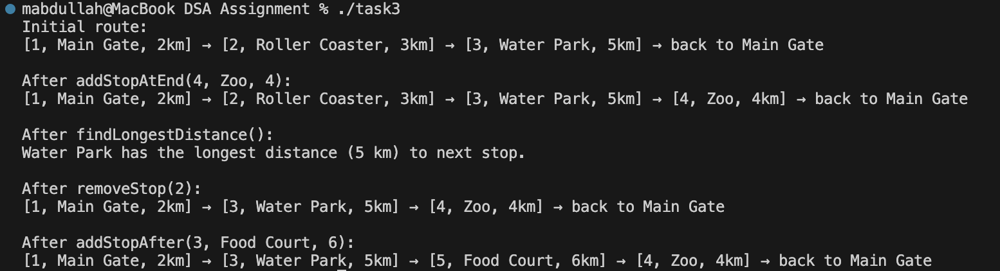 mabdullah@MacBook DSA Assignment % ./task3
Initial route:
[1, Main Gate, 2km] → [2, Roller Coaster, 3km] → [3, Water Park, 5km] → back to Main Gate

After addStopAtEnd(4, Zoo, 4):
[1, Main Gate, 2km] → [2, Roller Coaster, 3km] → [3, Water Park, 5km] → [4, Zoo, 4km] → back to Main Gate

After findLongestDistance():
Water Park has the longest distance (5 km) to next stop.

After removeStop(2):
[1, Main Gate, 2km] → [3, Water Park, 5km] → [4, Zoo, 4km] → back to Main Gate

After addStopAfter(3, Food Court, 6):
[1, Main Gate, 2km] → [3, Water Park, 5km] → [5, Food Court, 6km] → [4, Zoo, 4km] → back to Main Gate